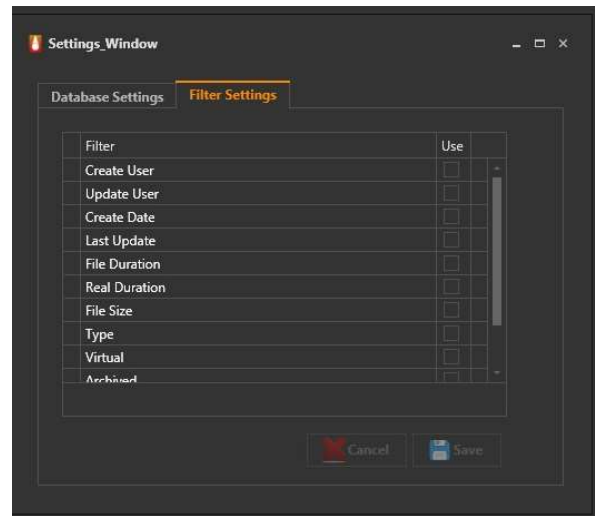 Settings_Window
Database Settings Filter Settings
Filter Use
Create User
Update User
Create Date
Last Update
File Duration
Real Duration
File Size
Type
Virtual
Archived
Cancel Save